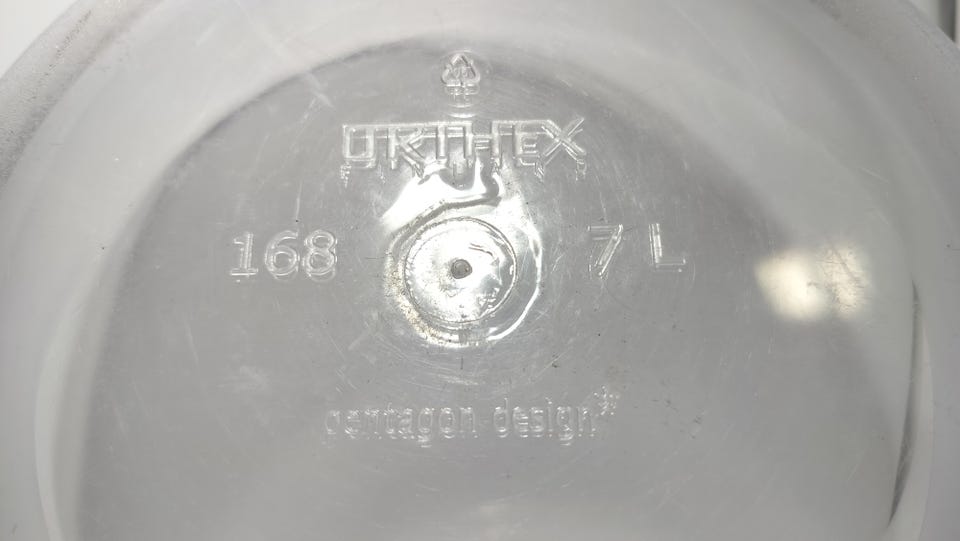 ORTHEX
168 7 L
pentagon design